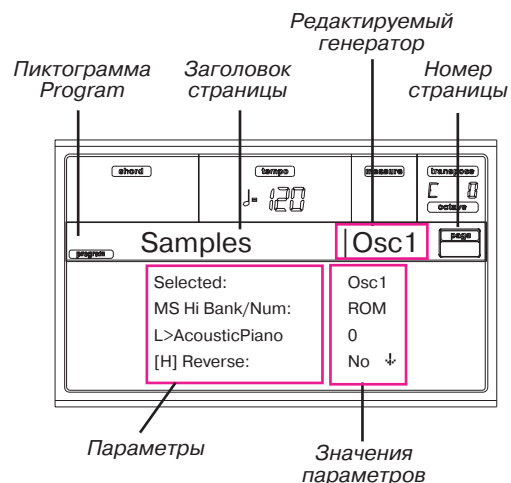 Редактируемый
генератор
Пиктограмма
Program
Заголовок
страницы
Номер
страницы
chord
tempo
measure
transpose
♩= 120
C 0
octave
program
Samples
|Osc1
page
Selected: Osc1
MS Hi Bank/Num: ROM
L>AcousticPiano 0
[H] Reverse: No
Параметры
Значения
параметров